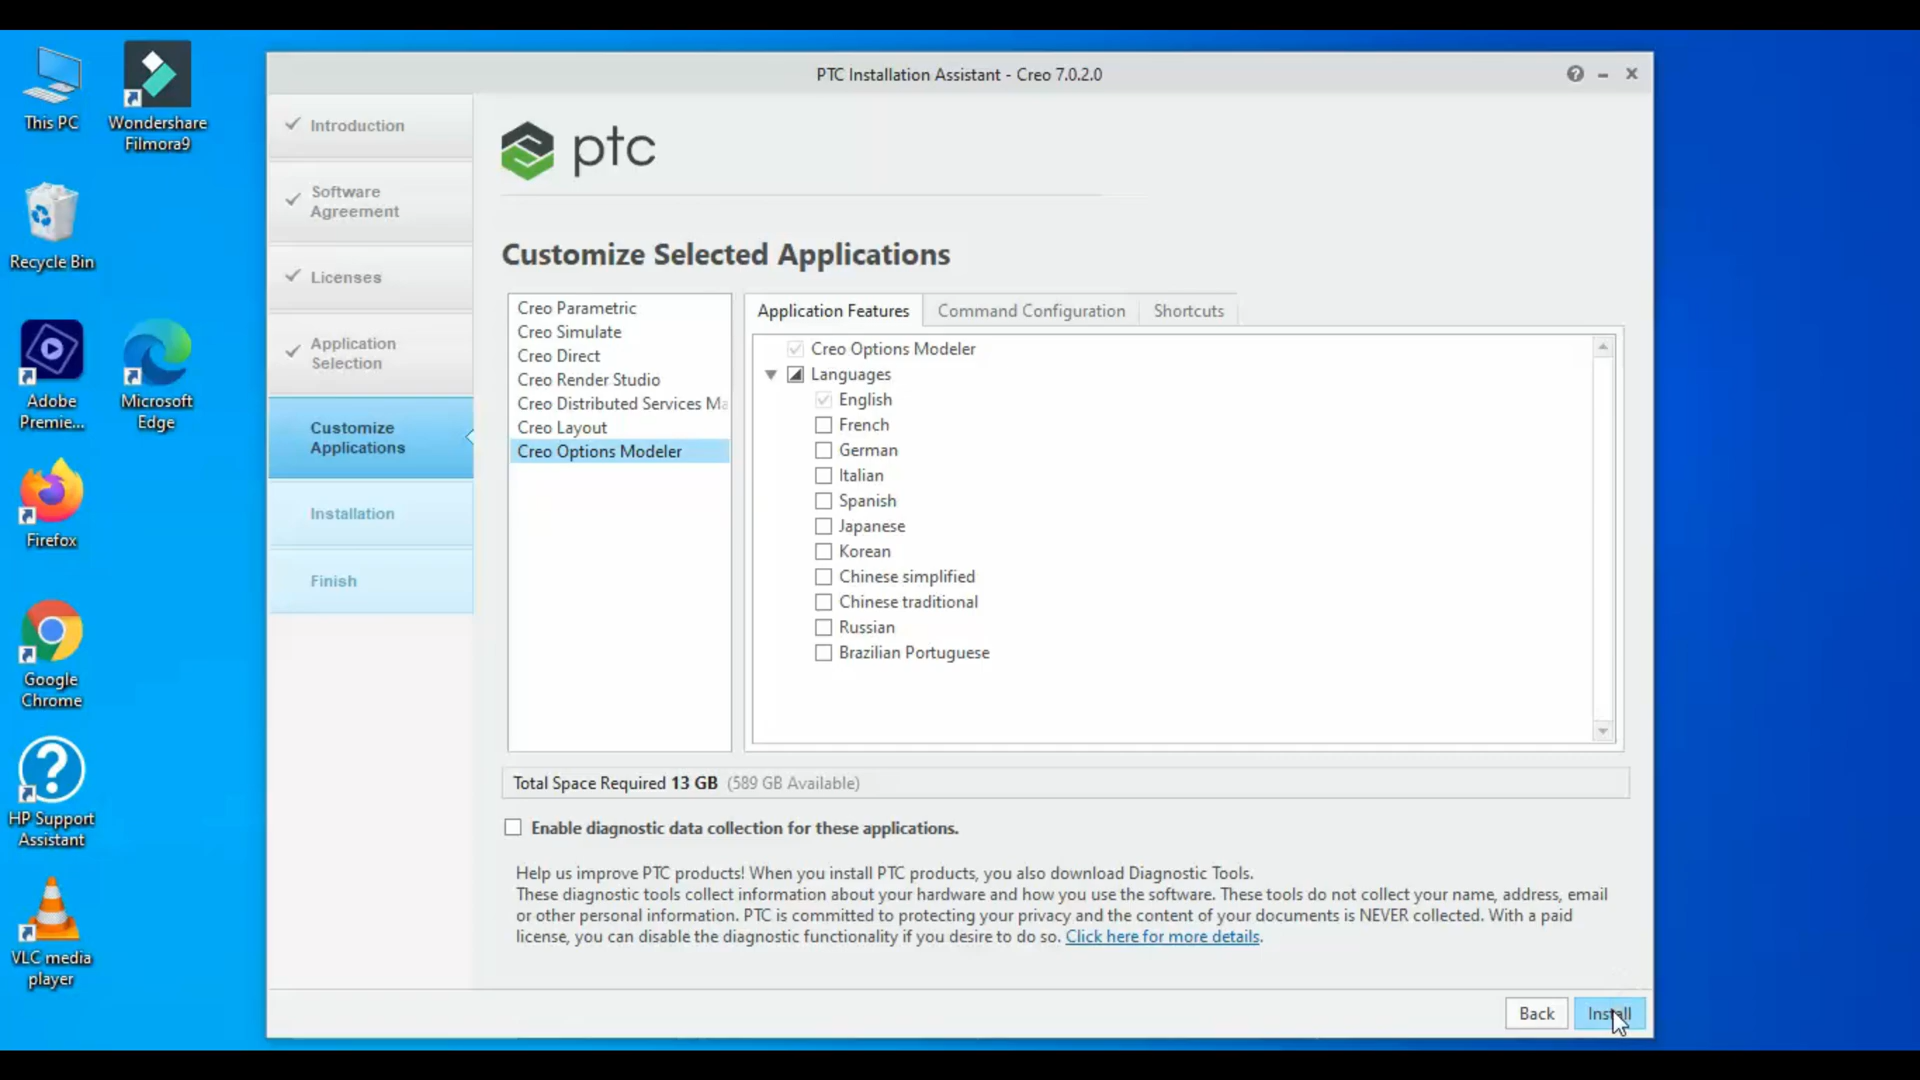 This PC
Wondershare
Filmora9
Recycle Bin
Adobe
Premie...
Microsoft
Edge
Firefox
Google
Chrome
HP Support
Assistant
VLC media
player
PTC Installation Assistant - Creo 7.0.2.0
Introduction
Software
Agreement
Licenses
Application
Selection
Customize
Applications
Installation
Finish
ptc
Customize Selected Applications
Creo Parametric
Creo Simulate
Creo Direct
Creo Render Studio
Creo Distributed Services Ma
Creo Layout
Creo Options Modeler
Application Features
Command Configuration
Shortcuts
Creo Options Modeler
Languages
English
French
German
Italian
Spanish
Japanese
Korean
Chinese simplified
Chinese traditional
Russian
Brazilian Portuguese
Total Space Required 13 GB (589 GB Available)
Enable diagnostic data collection for these applications.
Help us improve PTC products! When you install PTC products, you also download Diagnostic Tools.
These diagnostic tools collect information about your hardware and how you use the software. These tools do not collect your name, address, email
or other personal information. PTC is committed to protecting your privacy and the content of your documents is NEVER collected. With a paid
license, you can disable the diagnostic functionality if you desire to do so. Click here for more details.
Back
Install